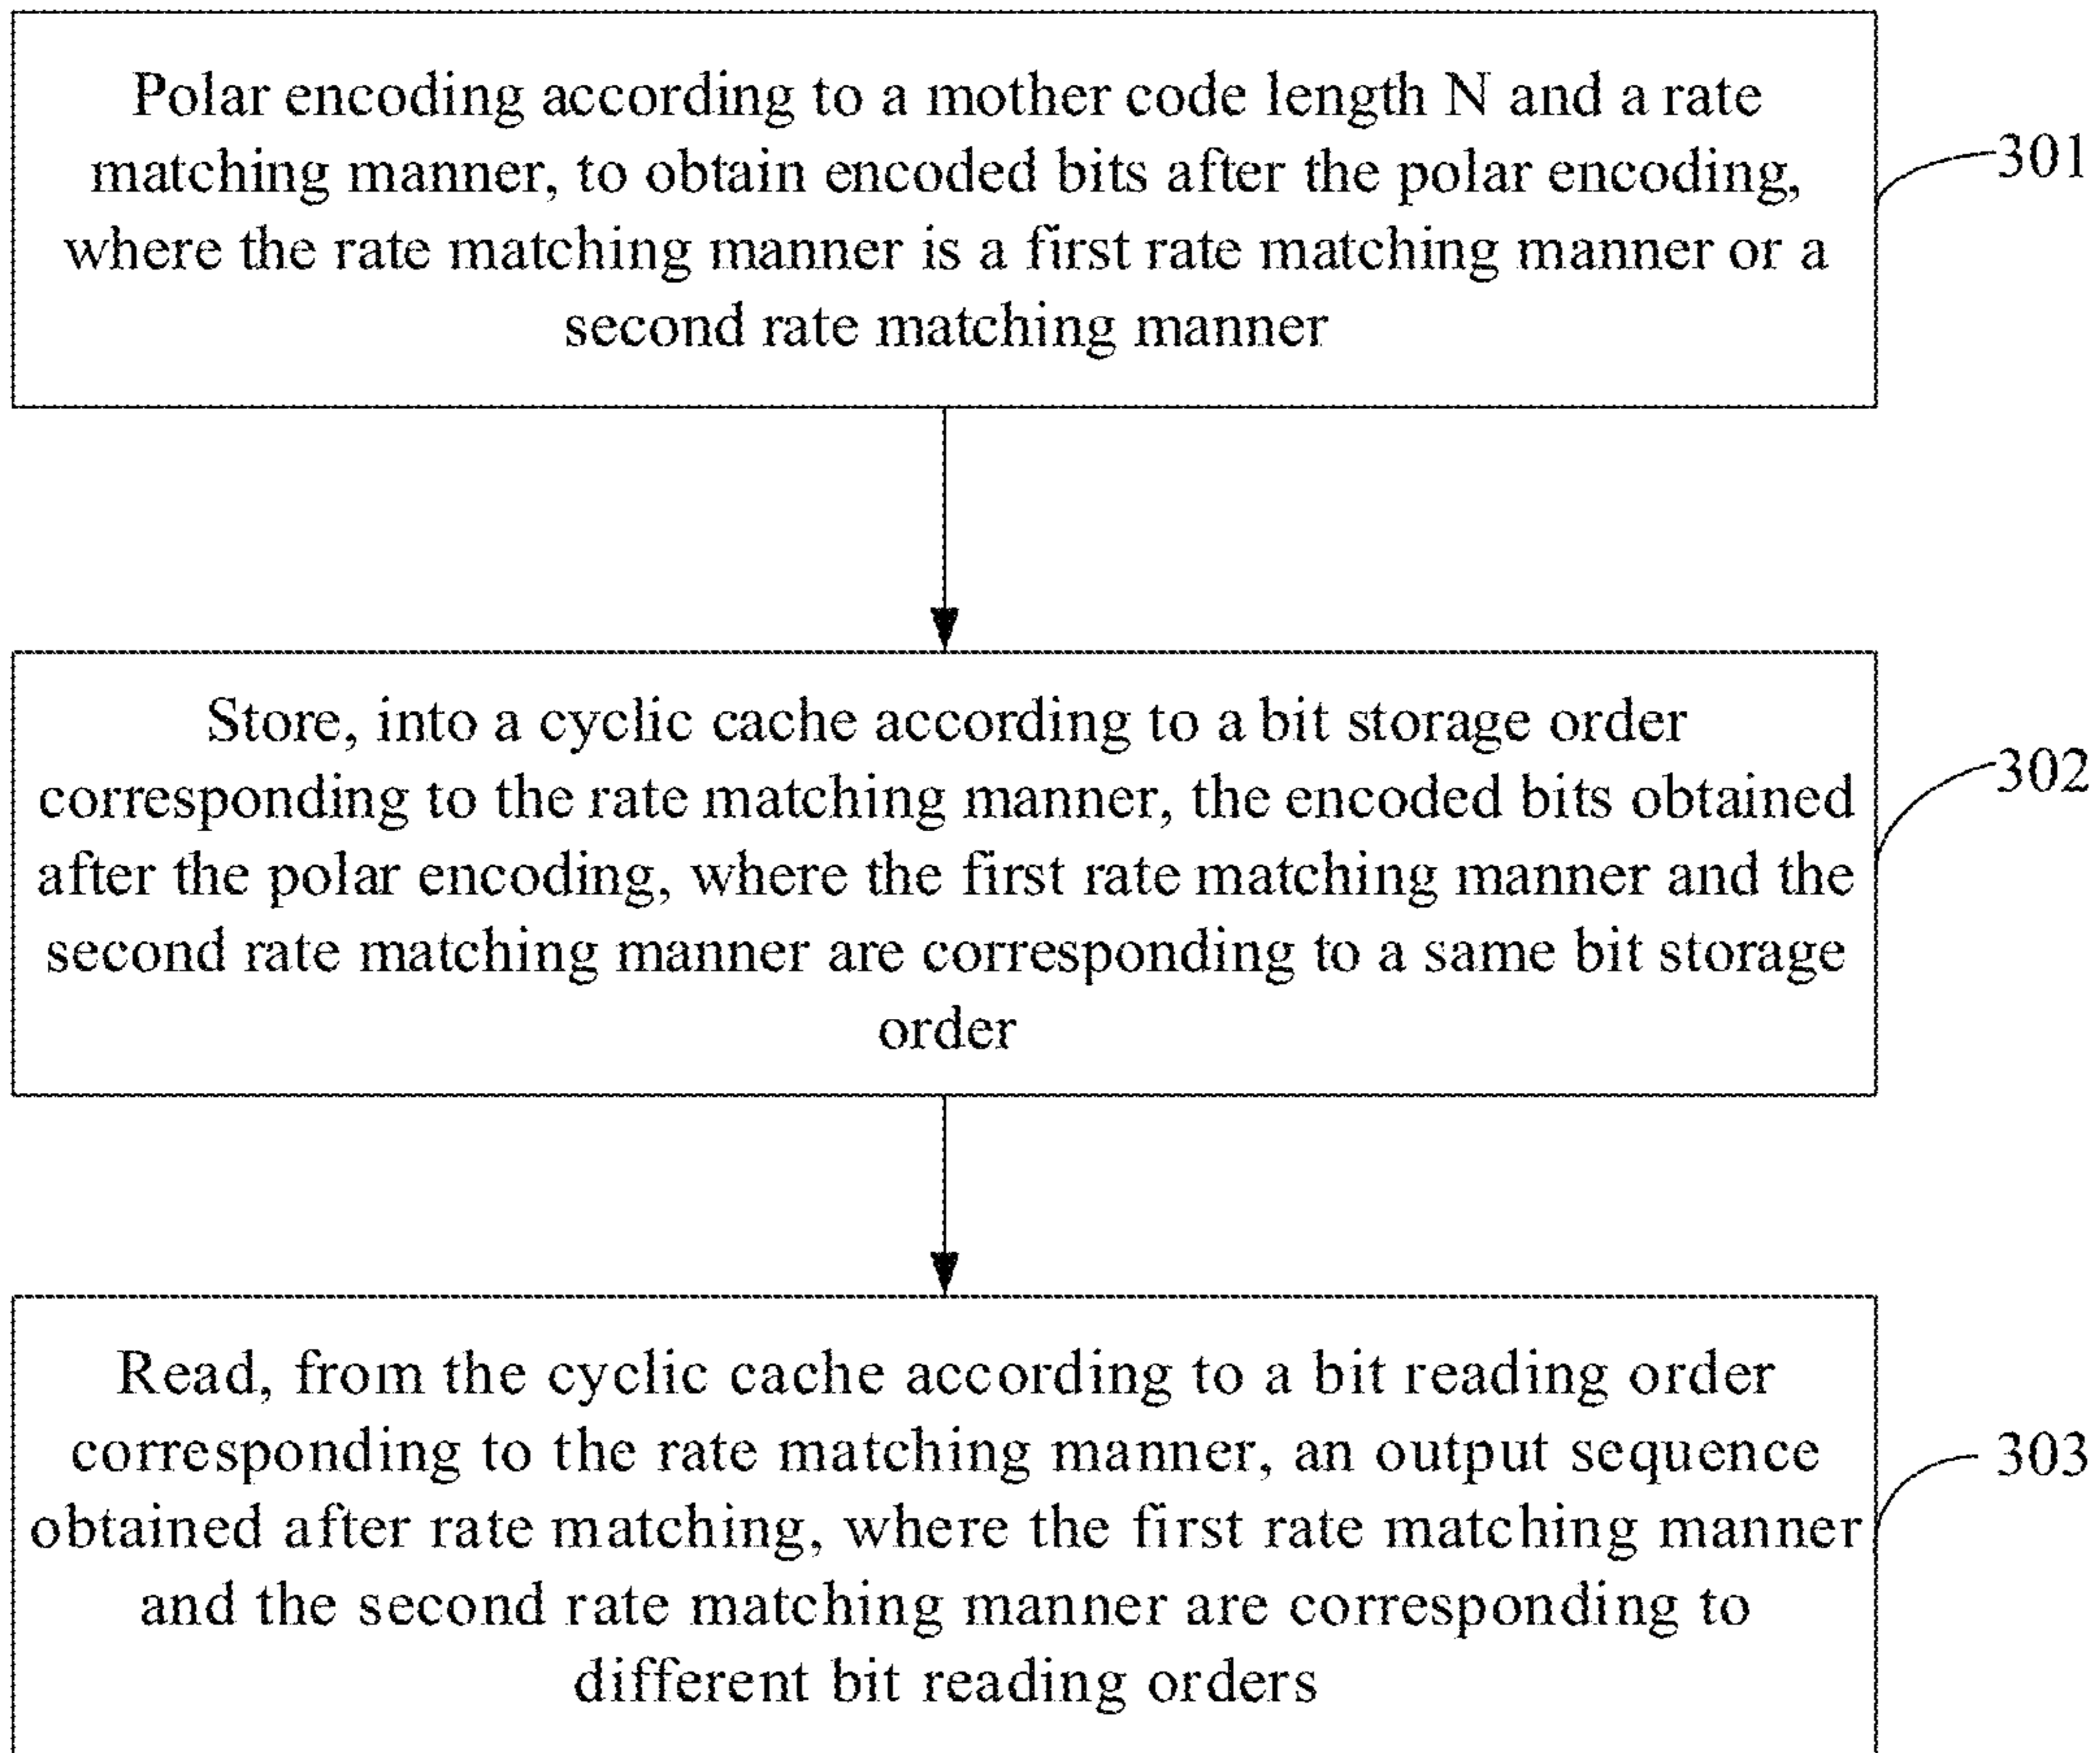 Polar encoding according to a mother code length N and a rate
matching manner, to obtain encoded bits after the polar encoding,
where the rate matching manner is a first rate matching manner or a
second rate matching manner
301
Store, into a cyclic cache according to a bit storage order
corresponding to the rate matching manner, the encoded bits obtained
after the polar encoding, where the first rate matching manner and the
second rate matching manner are corresponding to a same bit storage
order
302
Read, from the cyclic cache according to a bit reading order
corresponding to the rate matching manner, an output sequence
obtained after rate matching, where the first rate matching manner
and the second rate matching manner are corresponding to
different bit reading orders
303